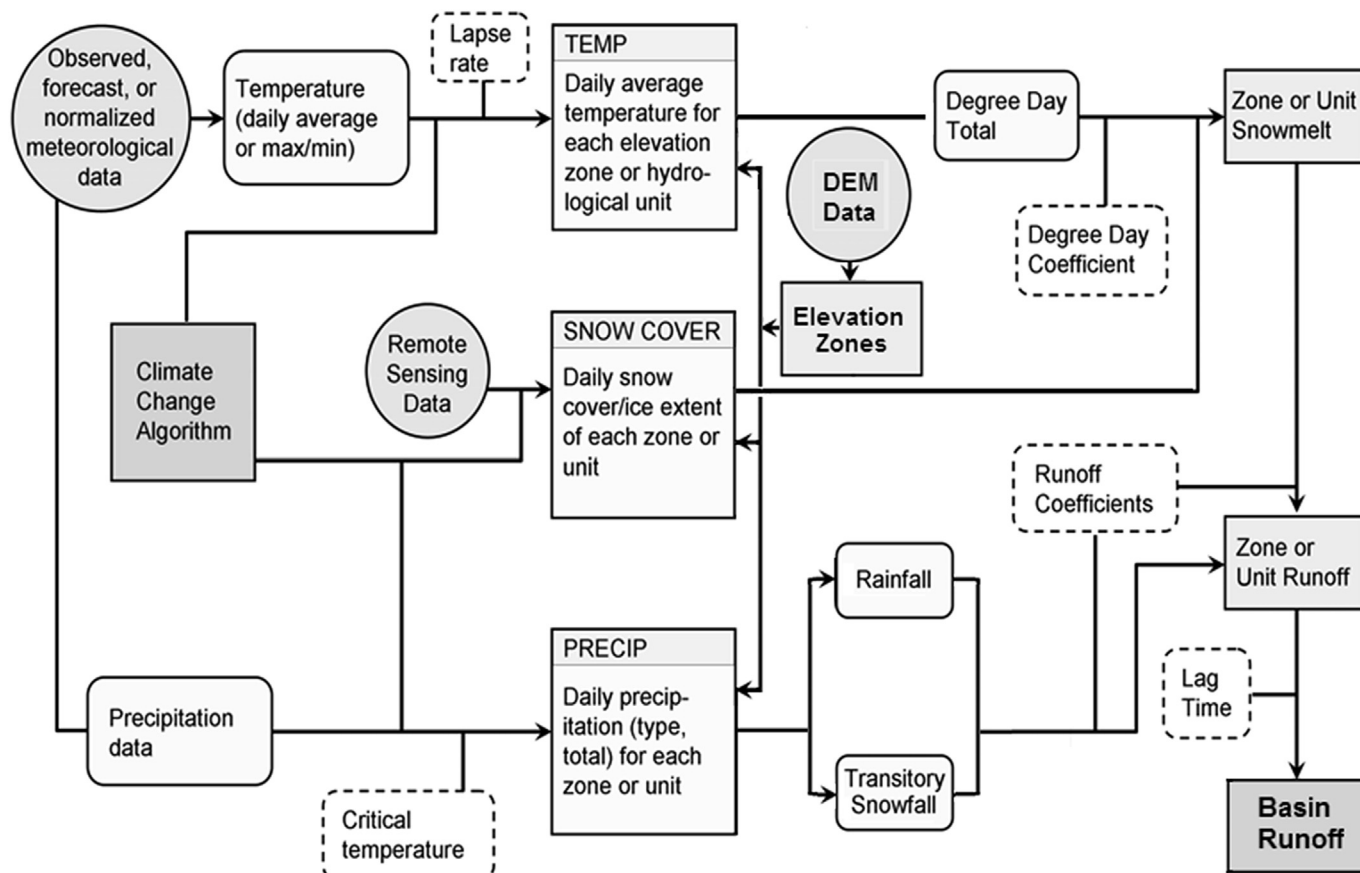 Observed,
forecast, or
normalized
meteorological
data
Temperature
(daily average
or max/min)
Lapse
rate
TEMP
Daily average
temperature for
each elevation
zone or hydro-
logical unit
DEM
Data
Degree Day
Total
Degree Day
Coefficient
Zone or Unit
Snowmelt
Climate
Change
Algorithm
Remote
Sensing
Data
SNOW COVER
Daily snow
cover/ice extent
of each zone or
unit
Elevation
Zones
Runoff
Coefficients
Zone or
Unit Runoff
Precipitation
data
Critical
temperature
PRECIP
Daily precip-
itation (type,
total) for each
zone or unit
Rainfall
Transitory
Snowfall
Lag
Time
Basin
Runoff